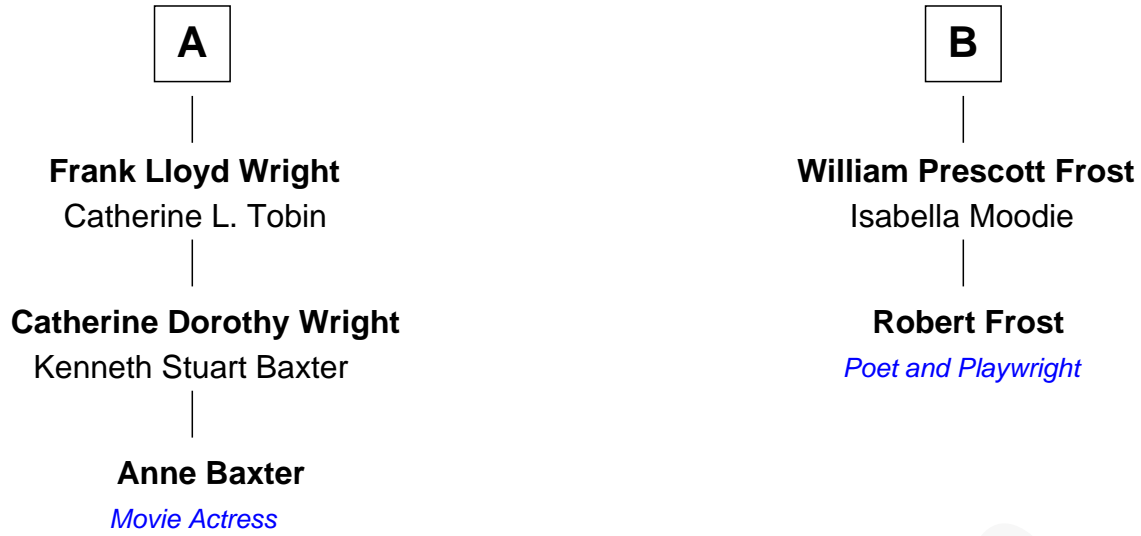 A
Frank Lloyd Wright
Catherine L. Tobin
Catherine Dorothy Wright
Kenneth Stuart Baxter
Anne Baxter
Movie Actress
B
William Prescott Frost
Isabella Moodie
Robert Frost
Poet and Playwright